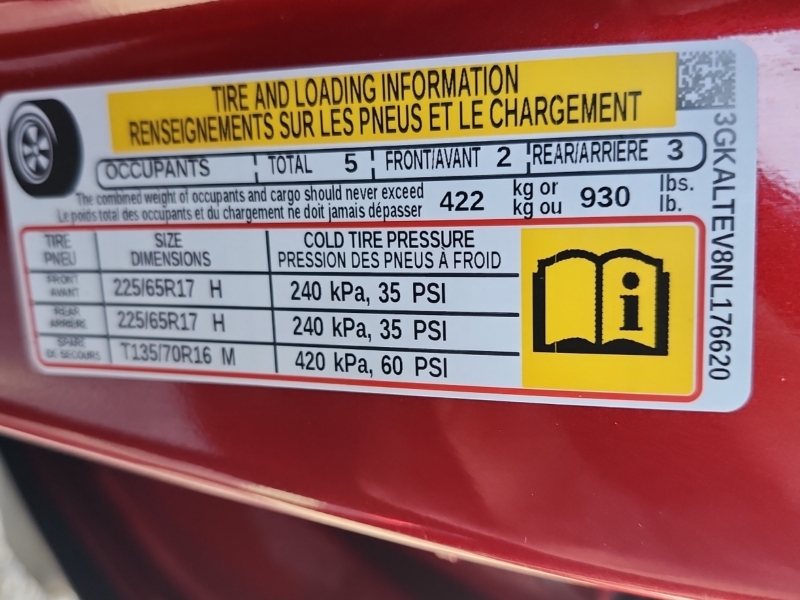 TIRE AND LOADING INFORMATION
RENSEIGNEMENTS SUR LES PNEUS ET LE CHARGEMENT
OCCUPANTS TOTAL 5 FRONT/AVANT 2 REAR/ARRIERE 3
The combined weight of occupants and cargo should never exceed 422 kg or 930 lbs.
Le poids total des occupants et du chargement ne doit jamais dépasser kg ou lb.
TIRE SIZE COLD TIRE PRESSURE
PNEU DIMENSIONS PRESSION DES PNEUS À FROID
FRONT
AVANT 225/65R17 H 240 kPa, 35 PSI
REAR
ARRIERE 225/65R17 H 240 kPa, 35 PSI
SPARE
DE SECOURS T135/70R16 M 420 kPa, 60 PSI
i
3GKALTEV8NL176620